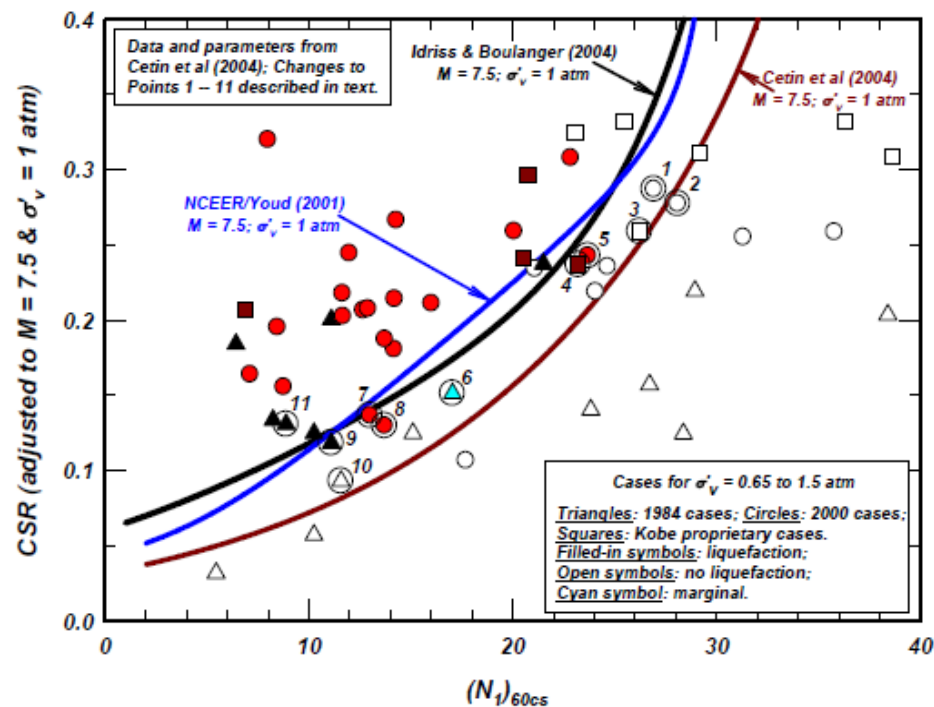 0.4
0.3
0.2
0.1
0.0
CSR (adjusted to M = 7.5 & σ'v = 1 atm)
Data and parameters from
Cetin et al (2004); Changes to
Points 1 -- 11 described in text.
Idriss & Boulanger (2004)
M = 7.5; σ'v = 1 atm
Cetin et al (2004)
M = 7.5; σ'v = 1 atm
NCEER/Youd (2001)
M = 7.5; σ'v = 1 atm
1
2
3
5
4
6
7
8
11
9
10
Cases for σ'v = 0.65 to 1.5 atm
Triangles: 1984 cases; Circles: 2000 cases;
Squares: Kobe proprietary cases.
Filled-in symbols: liquefaction;
Open symbols: no liquefaction;
Cyan symbol: marginal.
0 10 20 30 40
(N1)60cs